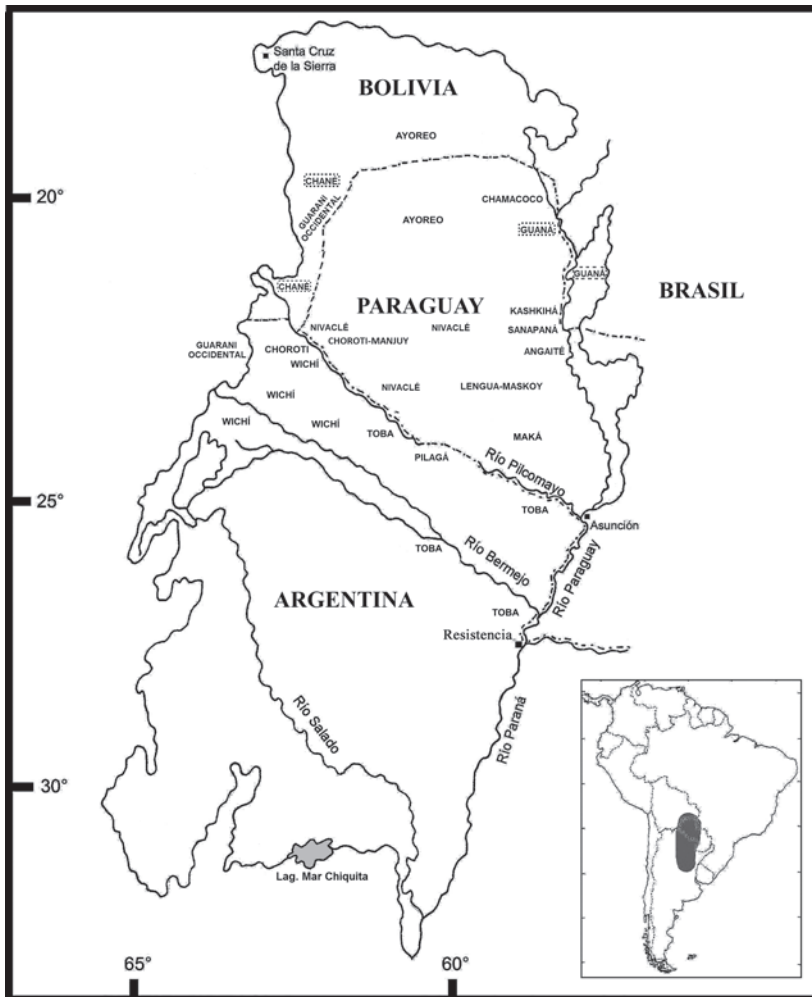 Santa Cruz
de la Sierra
BOLIVIA
AYOREO
20°
CHANÉ
GUARANI
OCCIDENTAL
AYOREO
CHAMACOCO
GUANÁ
GUANÁ
CHANÉ
PARAGUAY
BRASIL
KASHKIHÁ
NIVACLÉ
NIVACLÉ
SANAPANÁ
CHOROTI-MANJUY
GUARANI
OCCIDENTAL
CHOROTI
ANGAITÉ
WICHÍ
NIVACLÉ
LENGUA-MASKOY
WICHÍ
WICHÍ
WICHÍ
TOBA
MAKÁ
PILAGÁ
Río Pilcomayo
25°
TOBA
Asunción
TOBA
Río Bermejo
Río Paraguay
ARGENTINA
TOBA
Resistencia
Río Salado
Río Paraná
30°
Lag. Mar Chiquita
65°
60°